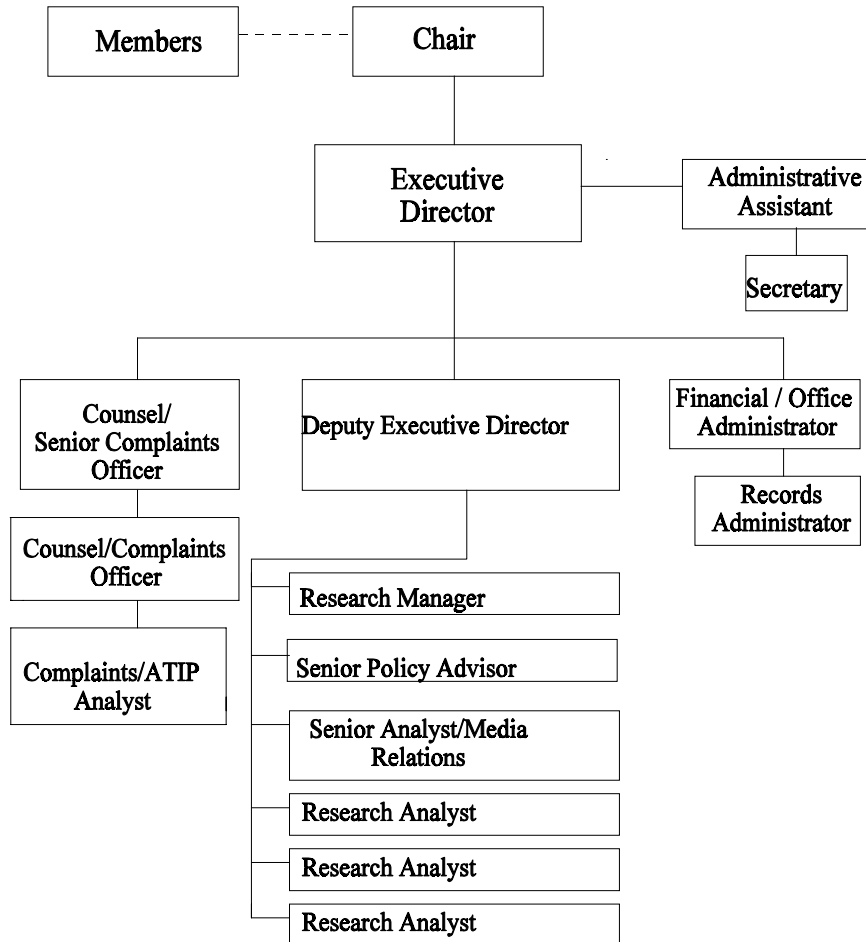 Members
Chair
Executive
Director
Administrative
Assistant
Secretary
Counsel/
Senior Complaints
Officer
Deputy Executive Director
Financial / Office
Administrator
Records
Administrator
Counsel/Complaints
Officer
Complaints/ATIP
Analyst
Research Manager
Senior Policy Advisor
Senior Analyst/Media
Relations
Research Analyst
Research Analyst
Research Analyst